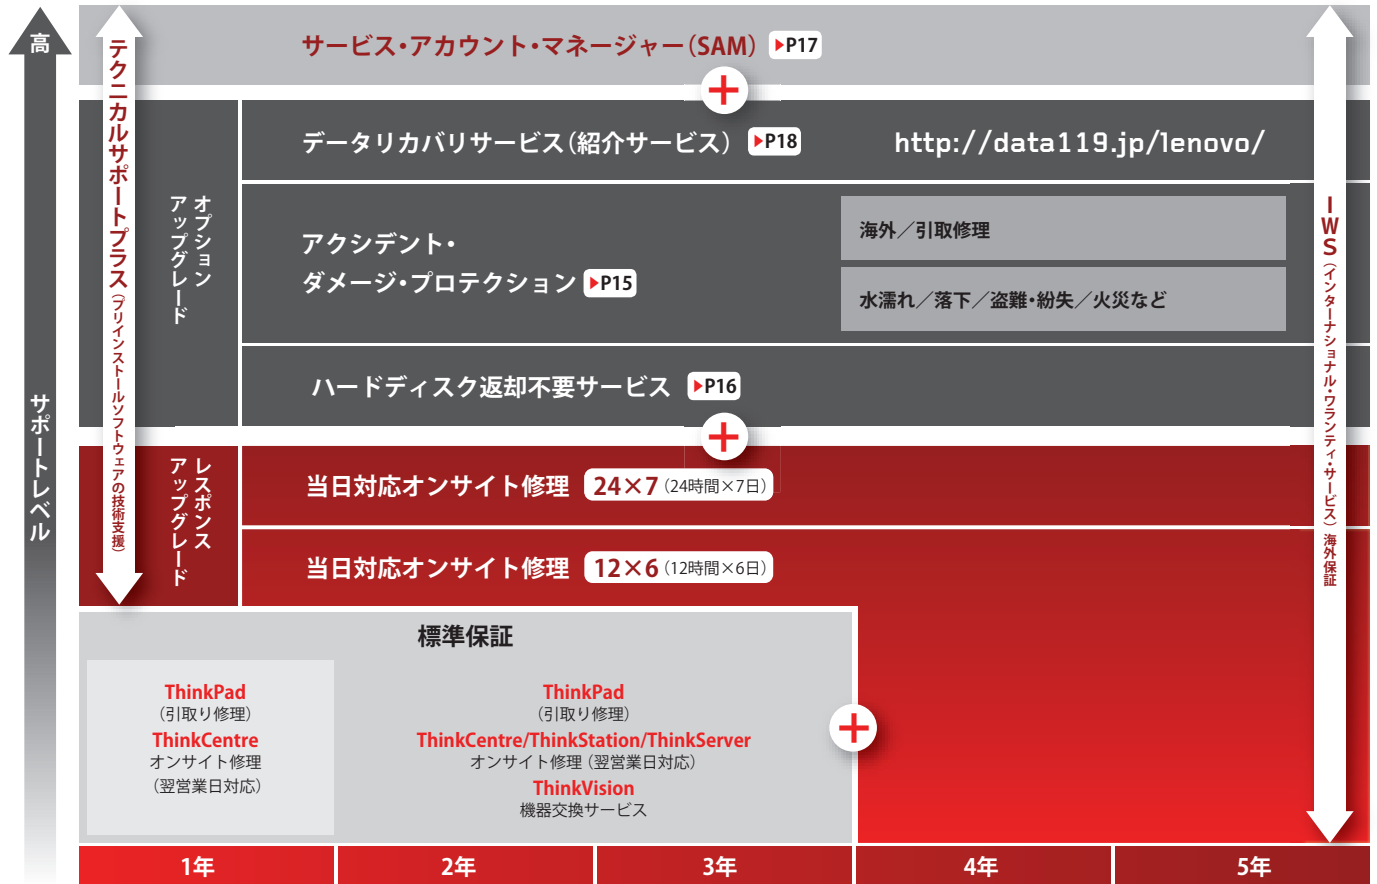 高
サポートレベル
テクニカルサポートプラス（プリインストールソフトウェアの技術支援）
サービス・アカウント・マネージャー（SAM） ▶P17
オプション
アップグレード
データリカバリサービス（紹介サービス） ▶P18 http://data119.jp/lenovo/
アクシデント・
ダメージ・プロテクション ▶P15
海外／引取修理
水濡れ／落下／盗難・紛失／火災など
ハードディスク返却不要サービス ▶P16
レスポンス
アップグレード
当日対応オンサイト修理 24×7（24時間×7日）
当日対応オンサイト修理 12×6（12時間×6日）
IWS（インターナショナル・ワランティ・サービス）海外保証
標準保証
ThinkPad
（引取り修理）
ThinkCentre
オンサイト修理
（翌営業日対応）
ThinkPad
（引取り修理）
ThinkCentre/ThinkStation/ThinkServer
オンサイト修理（翌営業日対応）
ThinkVision
機器交換サービス
1年 2年 3年 4年 5年